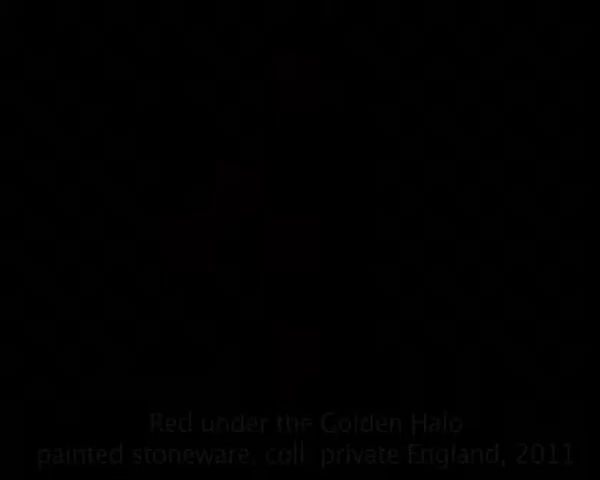 Red under the Golden Halo
painted stoneware, coll. private England, 2011